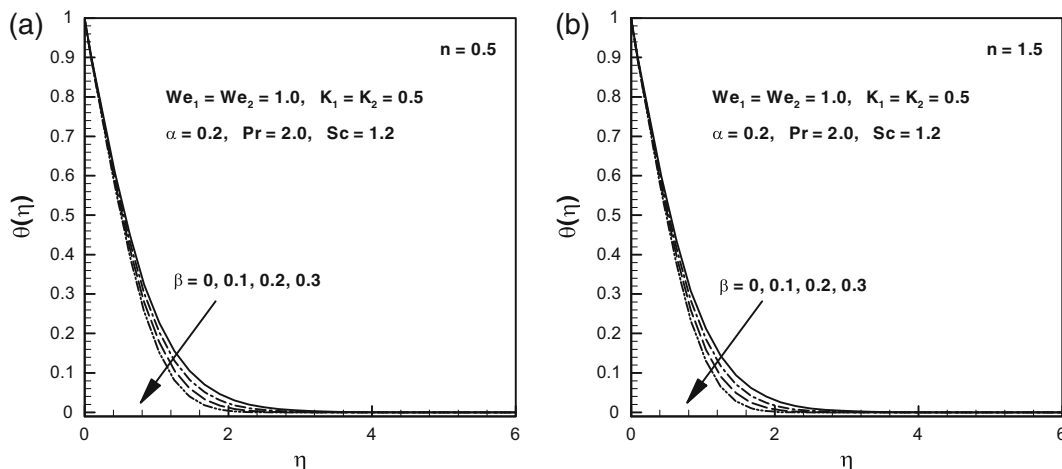 (a)
n = 0.5
We₁ = We₂ = 1.0, K₁ = K₂ = 0.5
α = 0.2, Pr = 2.0, Sc = 1.2
β = 0, 0.1, 0.2, 0.3
θ(η)
1
0.9
0.8
0.7
0.6
0.5
0.4
0.3
0.2
0.1
0
0 2 4 6
η
(b)
n = 1.5
We₁ = We₂ = 1.0, K₁ = K₂ = 0.5
α = 0.2, Pr = 2.0, Sc = 1.2
β = 0, 0.1, 0.2, 0.3
θ(η)
1
0.9
0.8
0.7
0.6
0.5
0.4
0.3
0.2
0.1
0
0 2 4 6
η